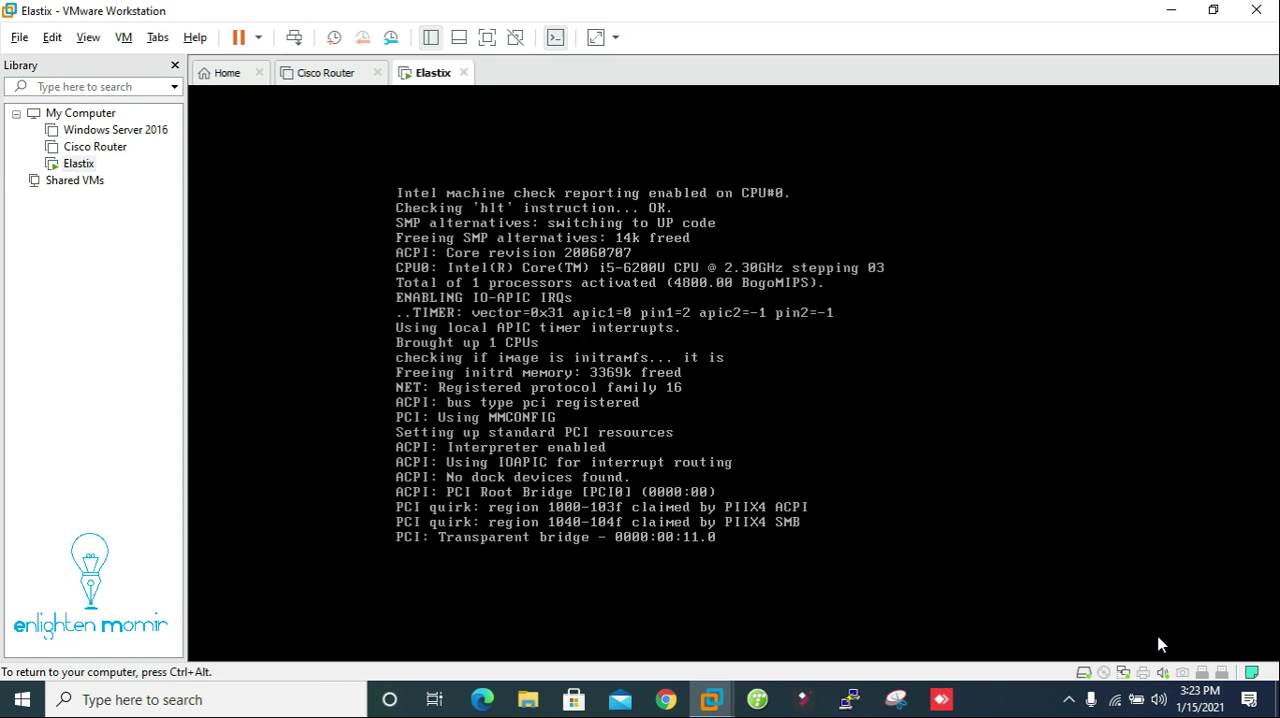 Elastix - VMware Workstation
File Edit View VM Tabs Help
Library
Home Cisco Router Elastix
Type here to search
My Computer
Windows Server 2016
Cisco Router
Elastix
Shared VMs
Intel machine check reporting enabled on CPU#0.
Checking 'hlt' instruction... OK.
SMP alternatives: switching to UP code
Freeing SMP alternatives: 14k freed
ACPI: Core revision 20060707
CPU0: Intel(R) Core(TM) i5-6200U CPU @ 2.30GHz stepping 03
Total of 1 processors activated (4800.00 BogoMIPS).
ENABLING IO-APIC IRQs
..TIMER: vector=0x31 apic1=0 pin1=2 apic2=-1 pin2=-1
Using local APIC timer interrupts.
Brought up 1 CPUs
checking if image is initramfs... it is
Freeing initrd memory: 3369k freed
NET: Registered protocol family 16
ACPI: bus type pci registered
PCI: Using MMCONFIG
Setting up standard PCI resources
ACPI: Interpreter enabled
ACPI: Using IOAPIC for interrupt routing
ACPI: No dock devices found.
ACPI: PCI Root Bridge [PCI0] (0000:00)
PCI quirk: region 1000-103f claimed by PIIX4 ACPI
PCI quirk: region 1040-104f claimed by PIIX4 SMB
PCI: Transparent bridge - 0000:00:11.0
enlighten momin
To return to your computer, press Ctrl+Alt.
Type here to search
3:23 PM
1/15/2021